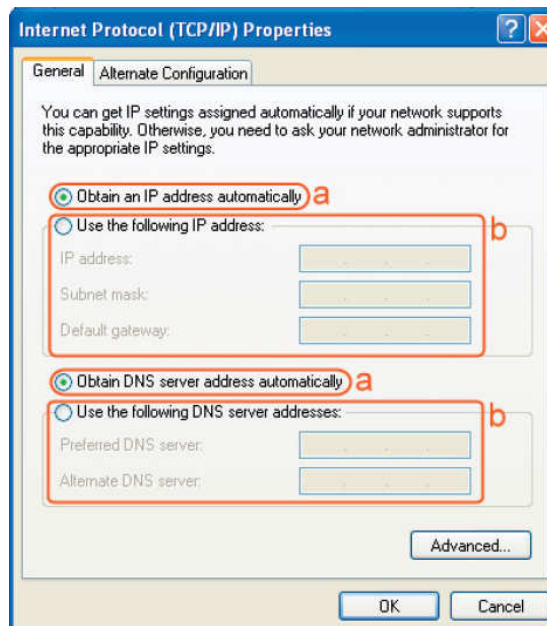 Internet Protocol (TCP/IP) Properties
General
Alternate Configuration
You can get IP settings assigned automatically if your network supports
this capability. Otherwise, you need to ask your network administrator for
the appropriate IP settings.
Obtain an IP address automatically
a
Use the following IP address:
b
IP address:
Subnet mask:
Default gateway:
Obtain DNS server address automatically
a
Use the following DNS server addresses:
b
Preferred DNS server:
Alternate DNS server:
Advanced...
OK
Cancel